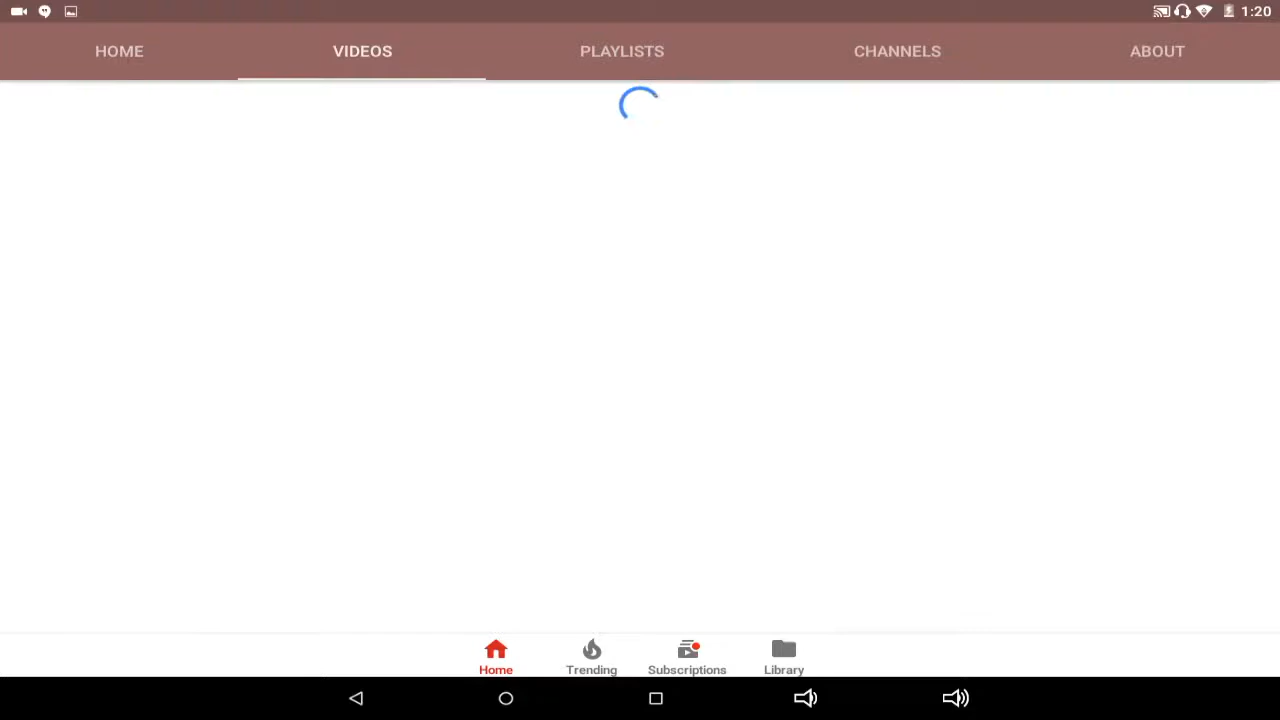 1:20
HOME VIDEOS PLAYLISTS CHANNELS ABOUT
Home Trending Subscriptions Library